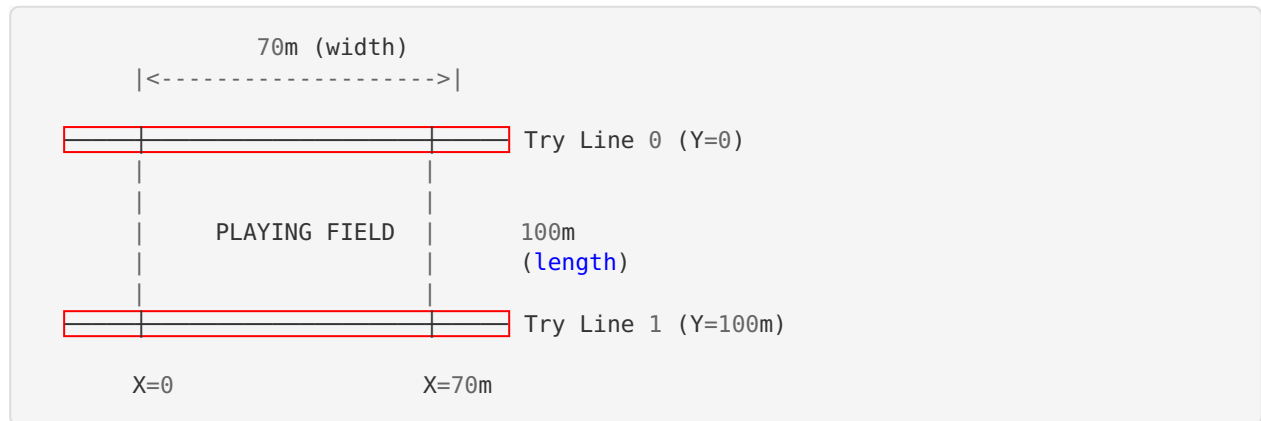 70m (width)
|<-------------------->|
├─────┼─────────────────────┼─────┤ Try Line 0 (Y=0)
| |
| |
| PLAYING FIELD | 100m
| | (length)
| |
├─────┼─────────────────────┼─────┤ Try Line 1 (Y=100m)
X=0 X=70m